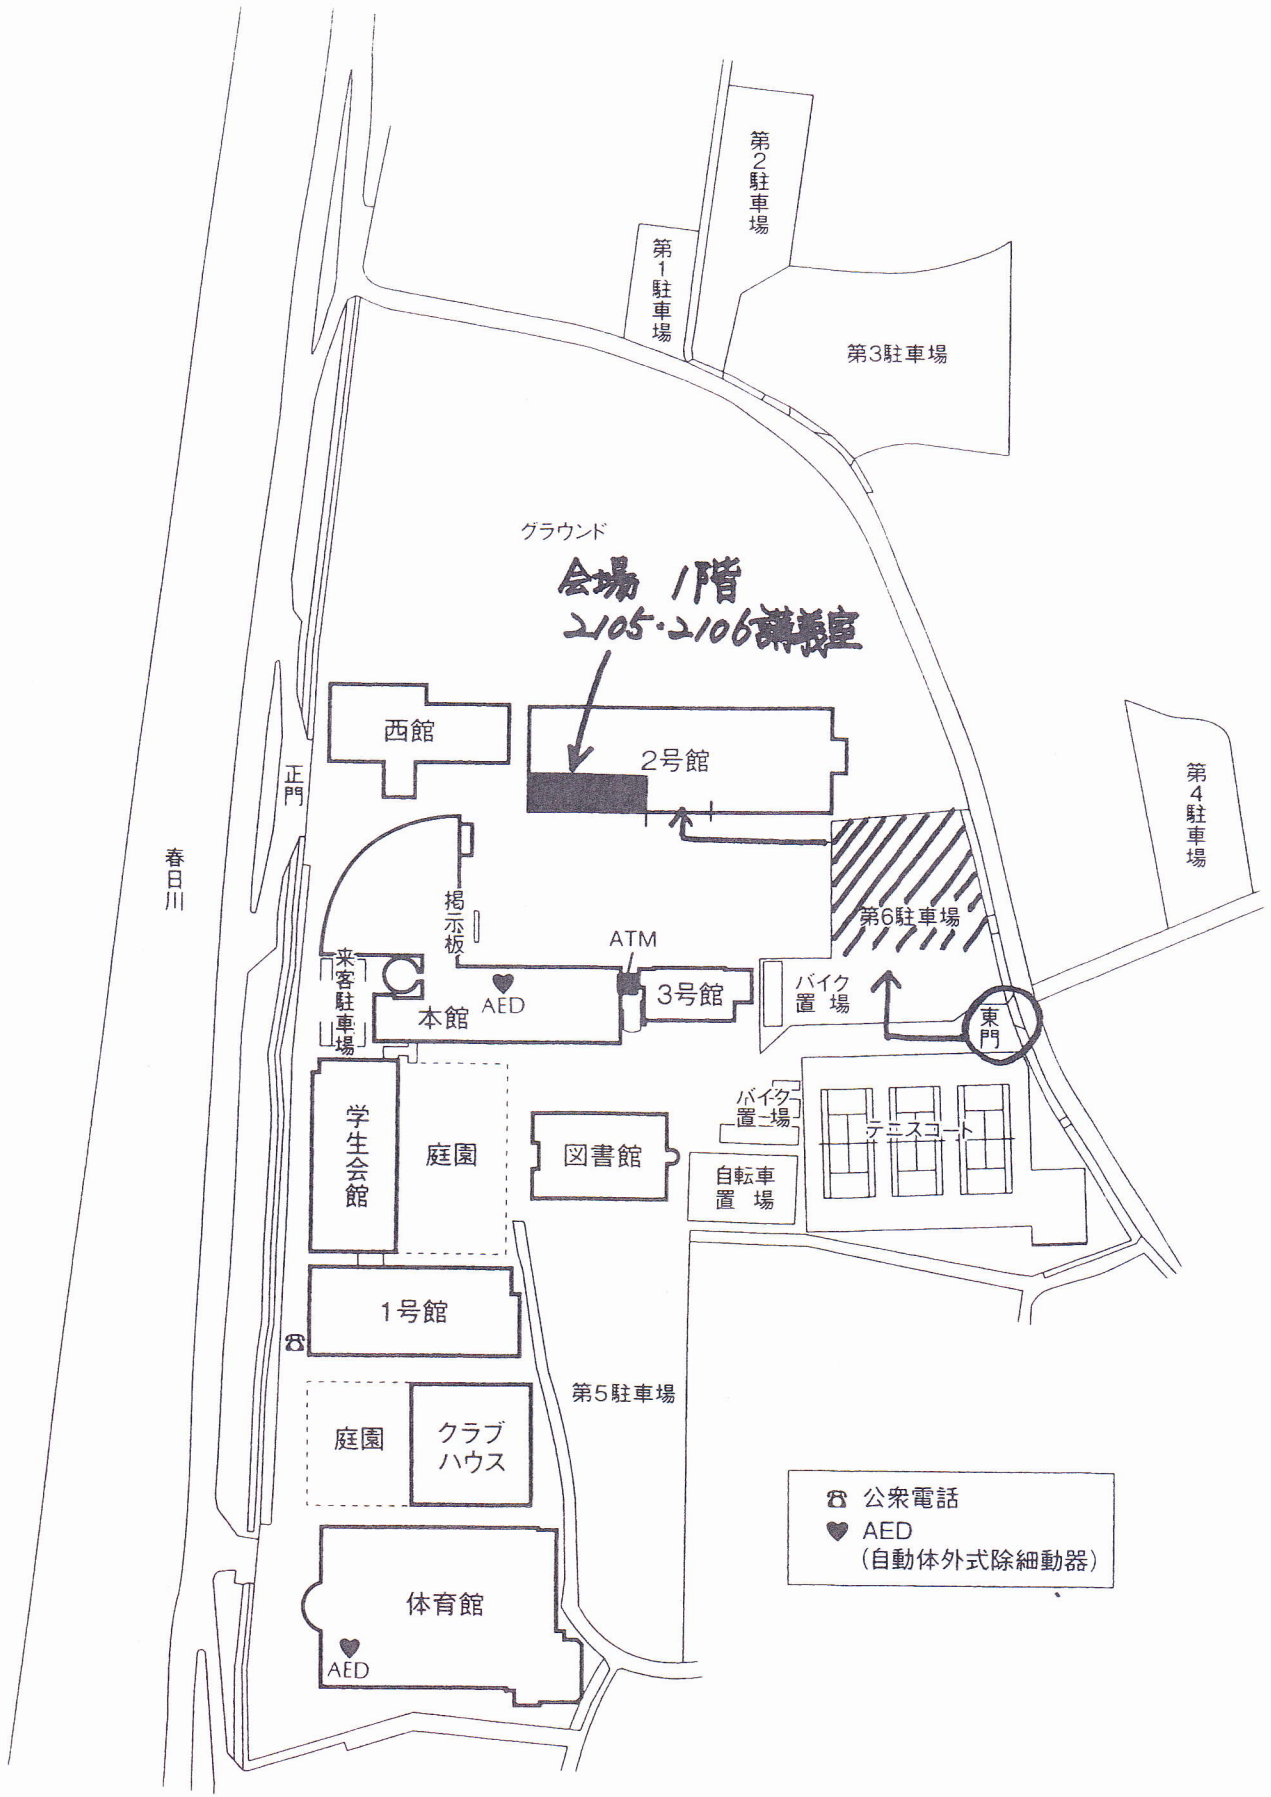 第2駐車場
第1駐車場
第3駐車場
グラウンド
会場 1階
2105・2106講義室
西館
2号館
正門
第4駐車場
春日川
掲示板
第6駐車場
ATM
来客駐車場
AED
本館
3号館
バイク
置場
東門
学生会館
庭園
図書館
バイク
置場
テニスコート
自転車
置場
1号館
第5駐車場
庭園
クラブ
ハウス
公衆電話
AED
(自動体外式除細動器)
体育館
AED